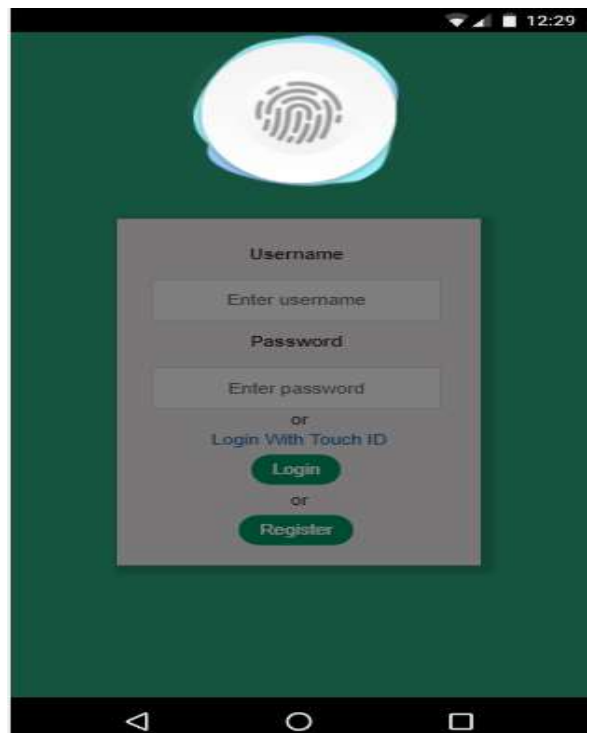 12:29
Username
Enter username
Password
Enter password
or
Login With Touch ID
Login
or
Register